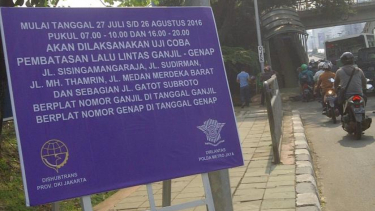 MULAI TANGGAL 27 JULI S/D 26 AGUSTUS 2016
PUKUL 07.00 - 10.00 DAN 16.00 - 20.00
AKAN DILAKSANAKAN UJI COBA
PEMBATASAN LALU LINTAS GANJIL - GENAP
JL. SISINGAMANGARAJA, JL. SUDIRMAN,
JL. MH. THAMRIN, JL. MEDAN MERDEKA BARAT
DAN SEBAGIAN JL. GATOT SUBROTO
BERPLAT NOMOR GANJIL DI TANGGAL GANJIL
BERPLAT NOMOR GENAP DI TANGGAL GENAP
DISHUBTRANS
PROV. DKI JAKARTA
DITLANTAS
POLDA METRO JAYA